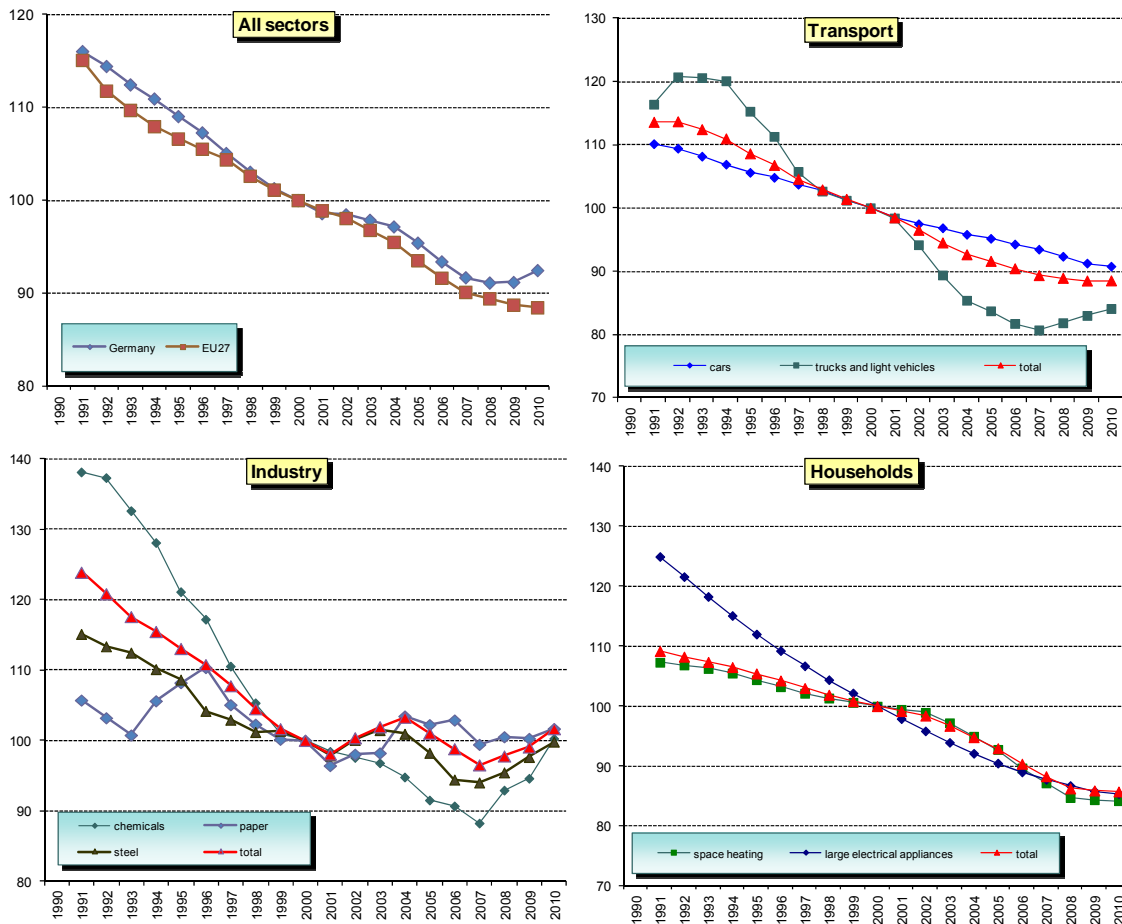 All sectors
120
110
100
90
80
Germany EU27
1990 1991 1992 1993 1994 1995 1996 1997 1998 1999 2000 2001 2002 2003 2004 2005 2006 2007 2008 2009 2010
Transport
130
120
110
100
90
80
70
cars trucks and light vehicles total
1990 1991 1992 1993 1994 1995 1996 1997 1998 1999 2000 2001 2002 2003 2004 2005 2006 2007 2008 2009 2010
Industry
140
130
120
110
100
90
80
chemicals paper
steel total
1990 1991 1992 1993 1994 1995 1996 1997 1998 1999 2000 2001 2002 2003 2004 2005 2006 2007 2008 2009 2010
Households
140
130
120
110
100
90
80
70
space heating large electrical appliances total
1990 1991 1992 1993 1994 1995 1996 1997 1998 1999 2000 2001 2002 2003 2004 2005 2006 2007 2008 2009 2010